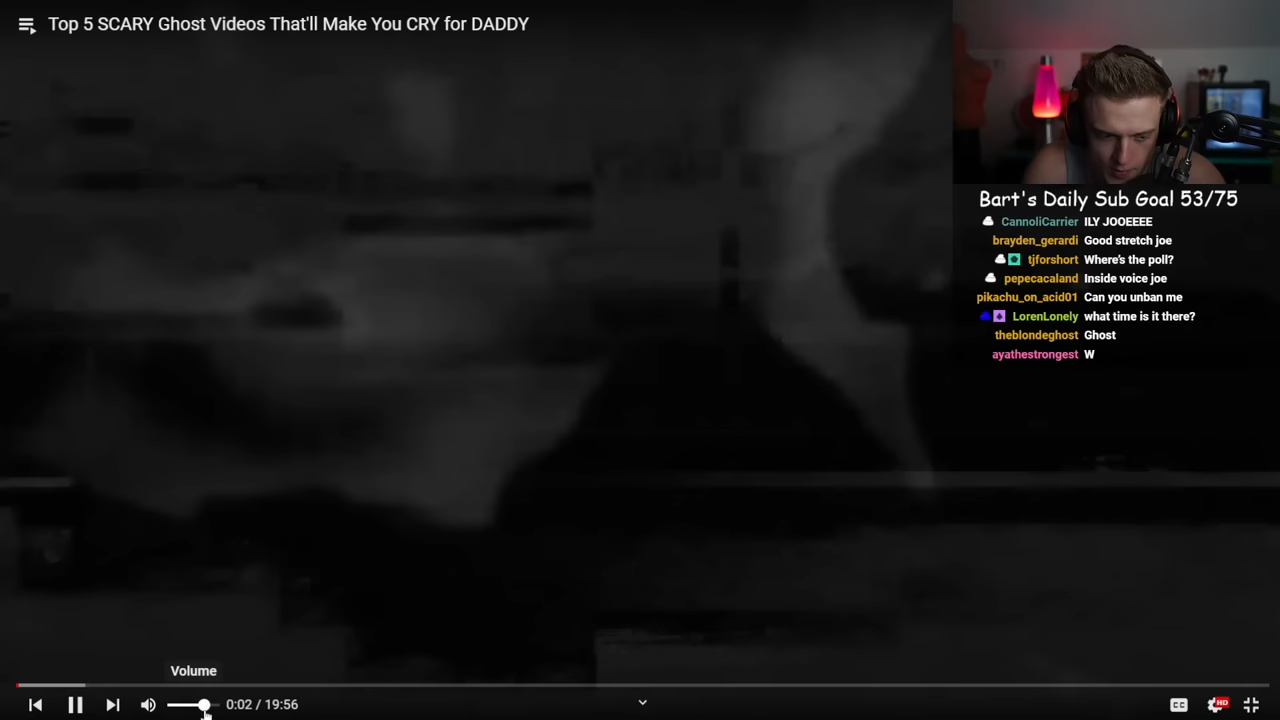 Top 5 SCARY Ghost Videos That'll Make You CRY for DADDY
Bart's Daily Sub Goal 53/75
CannoliCarrier ILY JOOEEEE
brayden_gerardi Good stretch joe
tjforshort Where's the poll?
pepecacaland Inside voice joe
pikachu_on_acid01 Can you unban me
LorenLonely what time is it there?
theblondeghost Ghost
ayathestrongest W
Volume
0:02 / 19:56
CC
HD